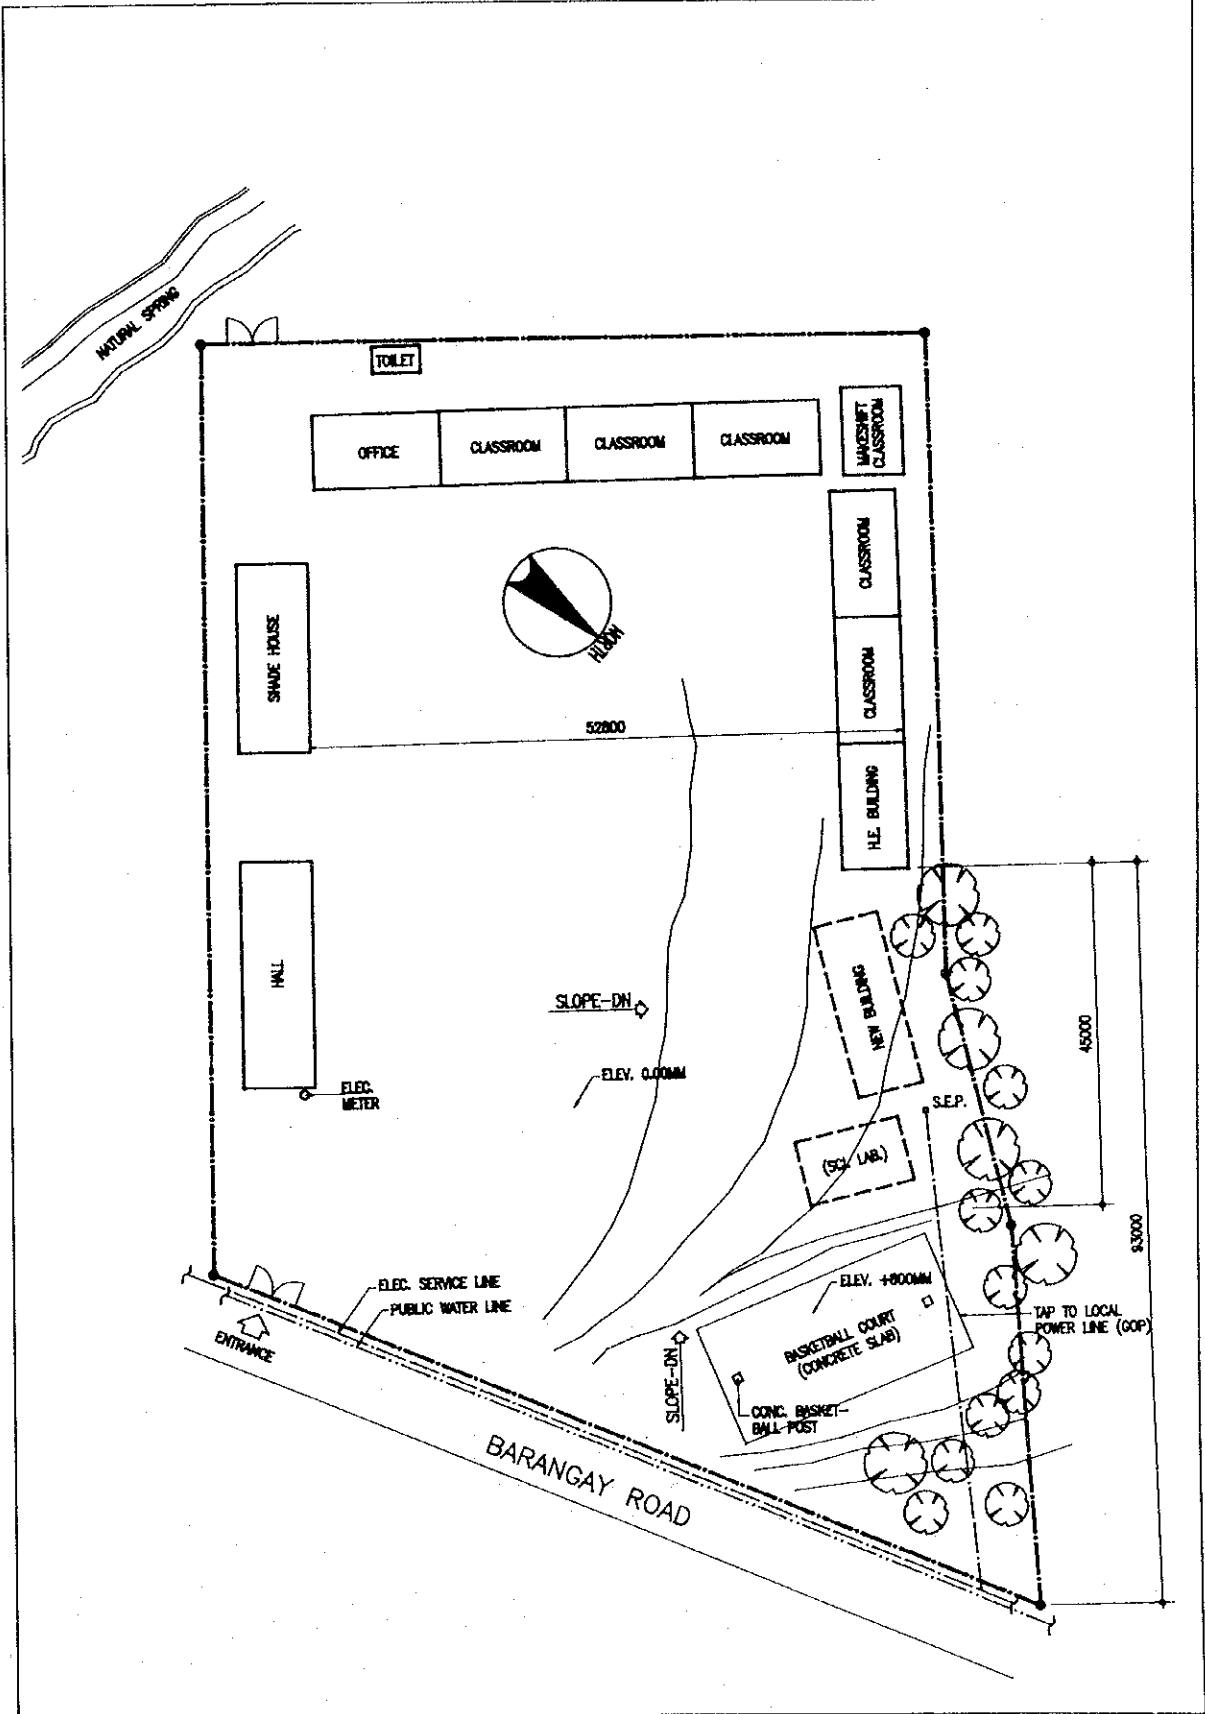 NATURAL SPRING
TOILET
OFFICE
CLASSROOM
CLASSROOM
CLASSROOM
MAKESHIFT
CLASSROOM
CLASSROOM
NORTH
SHADE HOUSE
CLASSROOM
52800
H.E. BUILDING
HALL
NEW BUILDING
SLOPE-DN
45000
ELEV. 0.00MM
ELEC.
METER
S.E.P.
(SCI. LAB.)
93000
ELEC. SERVICE LINE
PUBLIC WATER LINE
ELEV. +800MM
ENTRANCE
TAP TO LOCAL
POWER LINE (GOP)
BASKETBALL COURT
(CONCRETE SLAB)
SLOPE-DN
CONC. BASKET-
BALL POST
BARANGAY ROAD